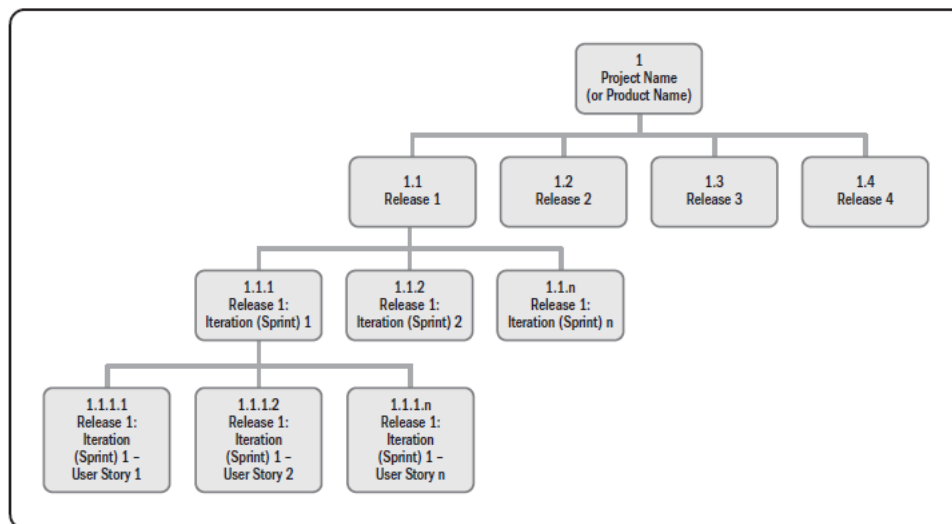 1
Project Name
(or Product Name)
1.1
Release 1
1.2
Release 2
1.3
Release 3
1.4
Release 4
1.1.1
Release 1:
Iteration (Sprint) 1
1.1.2
Release 1:
Iteration (Sprint) 2
1.1.n
Release 1:
Iteration (Sprint) n
1.1.1.1
Release 1:
Iteration
(Sprint) 1 –
User Story 1
1.1.1.2
Release 1:
Iteration
(Sprint) 1 –
User Story 2
1.1.1.n
Release 1:
Iteration
(Sprint) 1 –
User Story n